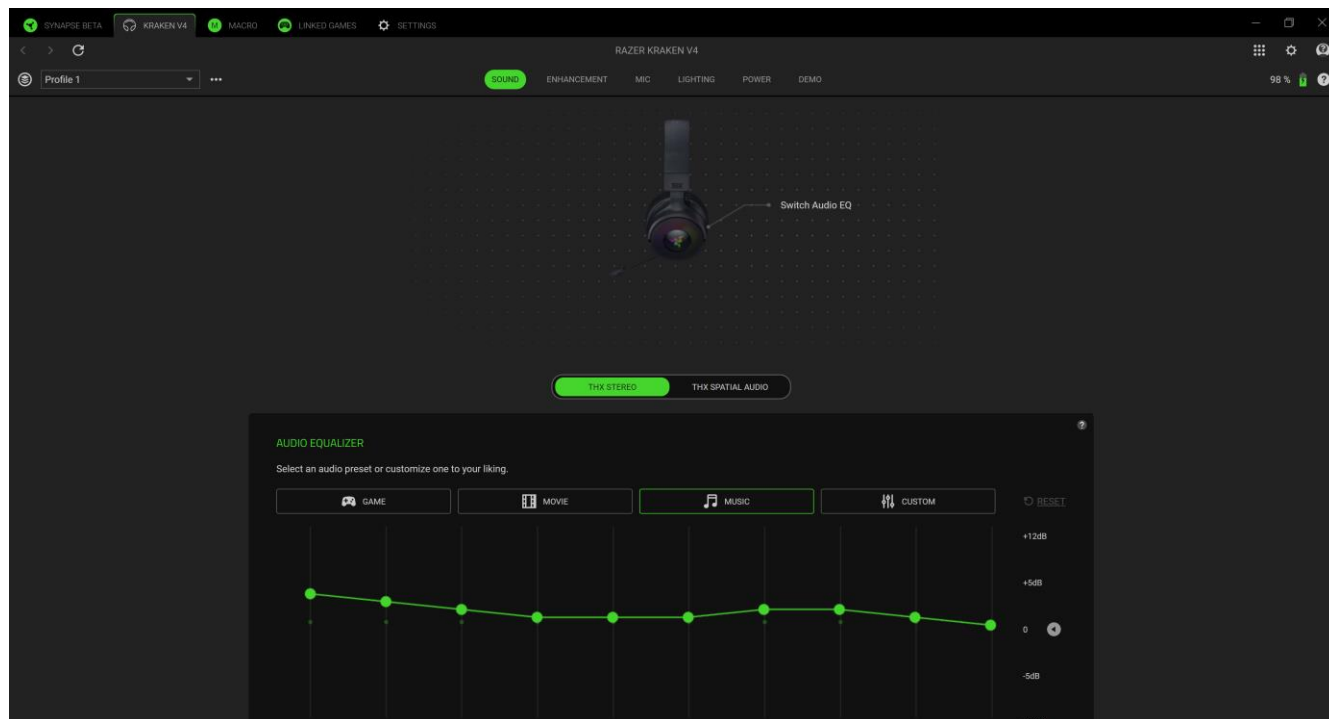 SYNAPSE BETA KRAKEN V4 M MACRO LINKED GAMES SETTINGS
RAZER KRAKEN V4
Profile 1 SOUND ENHANCEMENT MIC LIGHTING POWER DEMO 98 % ?
Switch Audio EQ
THX STEREO THX SPATIAL AUDIO
?
AUDIO EQUALIZER
Select an audio preset or customize one to your liking.
GAME MOVIE MUSIC CUSTOM RESET
+12dB
+5dB
0
-5dB